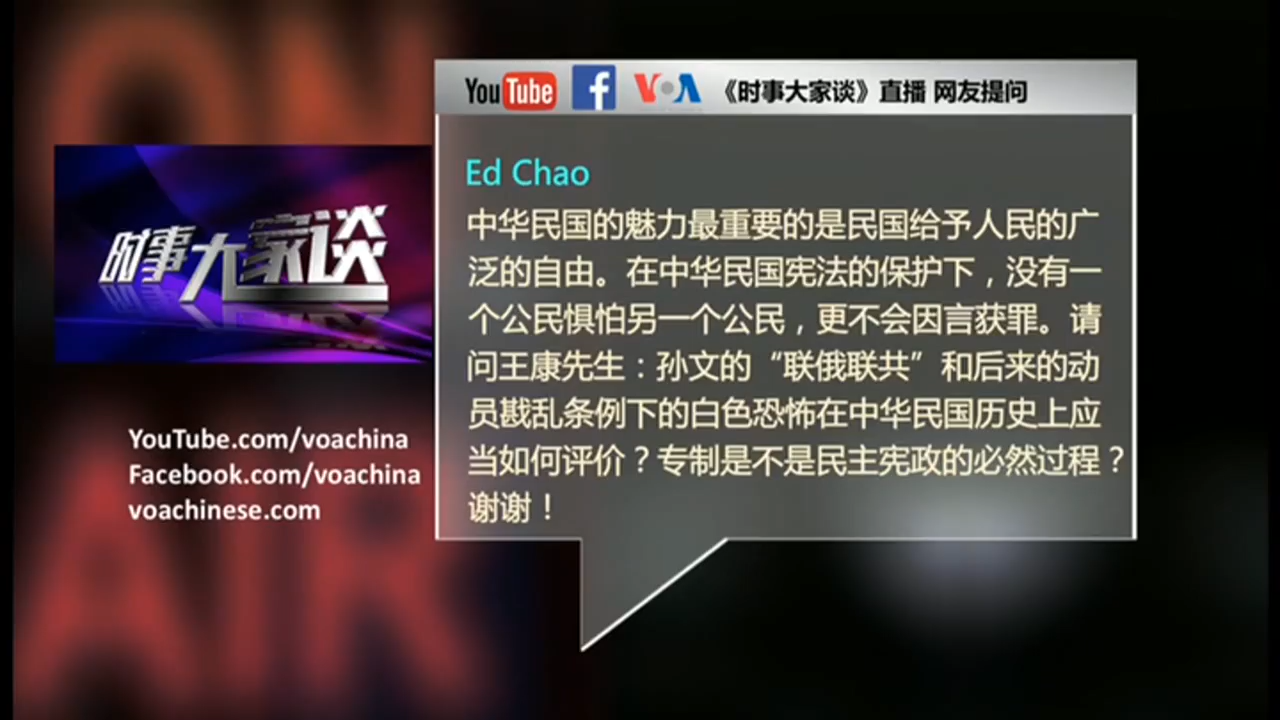 ON
AIR
时事大家谈
YouTube.com/voachina
Facebook.com/voachina
voachinese.com
YouTube f VOA 《时事大家谈》直播 网友提问
Ed Chao
中华民国的魅力最重要的是民国给予人民的广
泛的自由。在中华民国宪法的保护下，没有一
个公民惧怕另一个公民，更不会因言获罪。请
问王康先生：孙文的“联俄联共”和后来的动
员戡乱条例下的白色恐怖在中华民国历史上应
当如何评价？专制是不是民主宪政的必然过程？
谢谢！